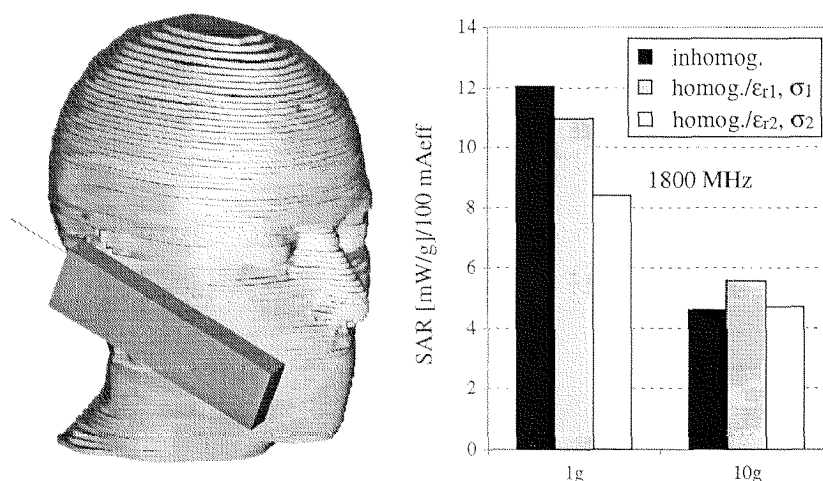 14
12
10
8
6
4
2
0
SAR [mW/g]/100 mAeff
inhomog.
homog./εr1, σ1
homog./εr2, σ2
1800 MHz
1g
10g